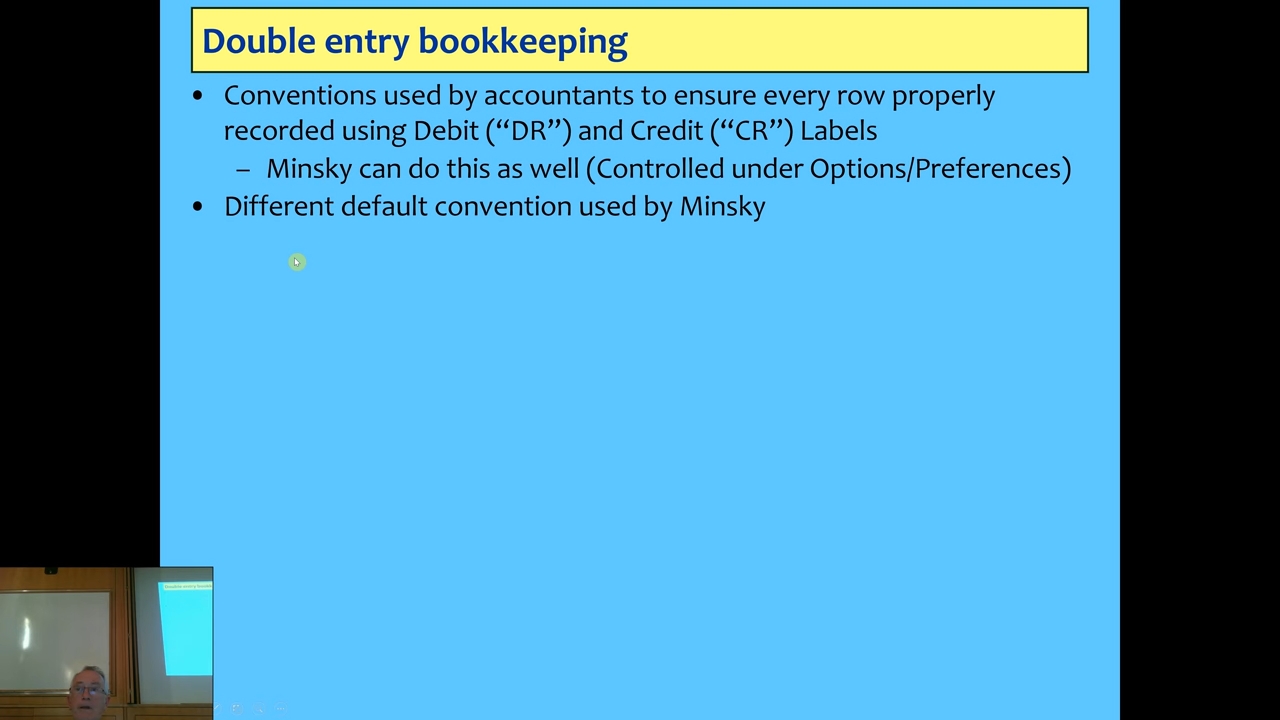 Double entry bookkeeping
• Conventions used by accountants to ensure every row properly
recorded using Debit (“DR”) and Credit (“CR”) Labels
– Minsky can do this as well (Controlled under Options/Preferences)
• Different default convention used by Minsky